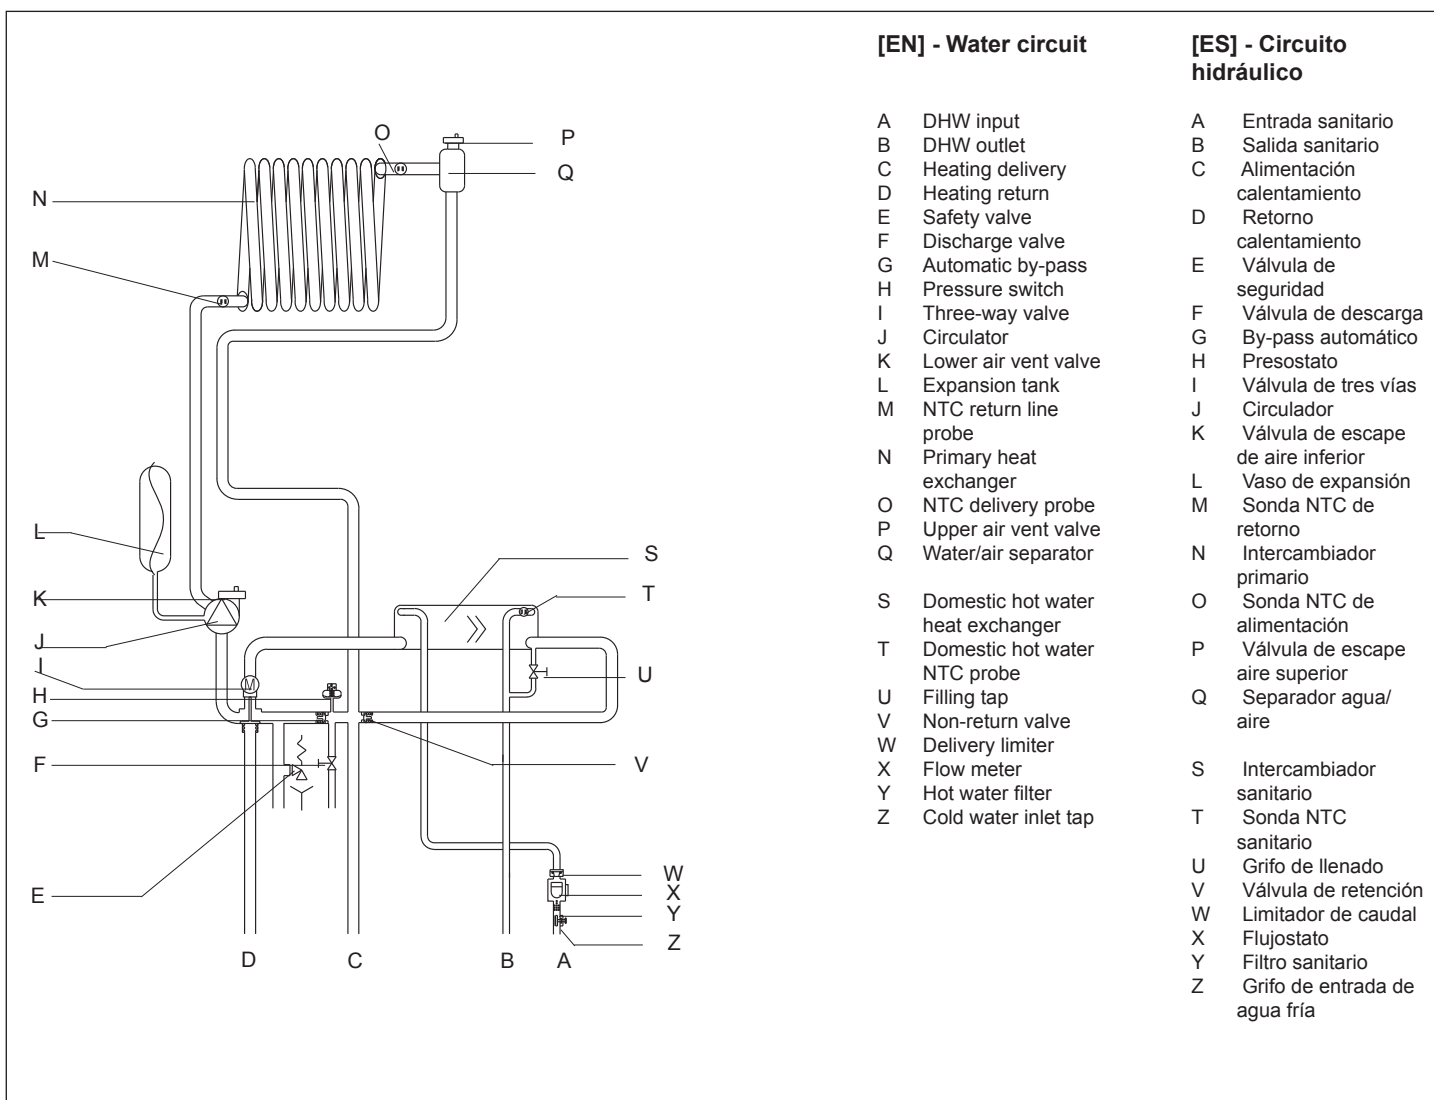 O
P
Q
N
M
L
K
J
I
H
G
F
E
S
T
U
V
W
X
Y
Z
M
D
C
B
A
[EN] - Water circuit
A DHW input
B DHW outlet
C Heating delivery
D Heating return
E Safety valve
F Discharge valve
G Automatic by-pass
H Pressure switch
I Three-way valve
J Circulator
K Lower air vent valve
L Expansion tank
M NTC return line
probe
N Primary heat
exchanger
O NTC delivery probe
P Upper air vent valve
Q Water/air separator
S Domestic hot water
heat exchanger
T Domestic hot water
NTC probe
U Filling tap
V Non-return valve
W Delivery limiter
X Flow meter
Y Hot water filter
Z Cold water inlet tap
[ES] - Circuito
hidráulico
A Entrada sanitario
B Salida sanitario
C Alimentación
calentamiento
D Retorno
calentamiento
E Válvula de
seguridad
F Válvula de descarga
G By-pass automático
H Presostato
I Válvula de tres vías
J Circulador
K Válvula de escape
de aire inferior
L Vaso de expansión
M Sonda NTC de
retorno
N Intercambiador
primario
O Sonda NTC de
alimentación
P Válvula de escape
aire superior
Q Separador agua/
aire
S Intercambiador
sanitario
T Sonda NTC
sanitario
U Grifo de llenado
V Válvula de retención
W Limitador de caudal
X Flujostato
Y Filtro sanitario
Z Grifo de entrada de
agua fría